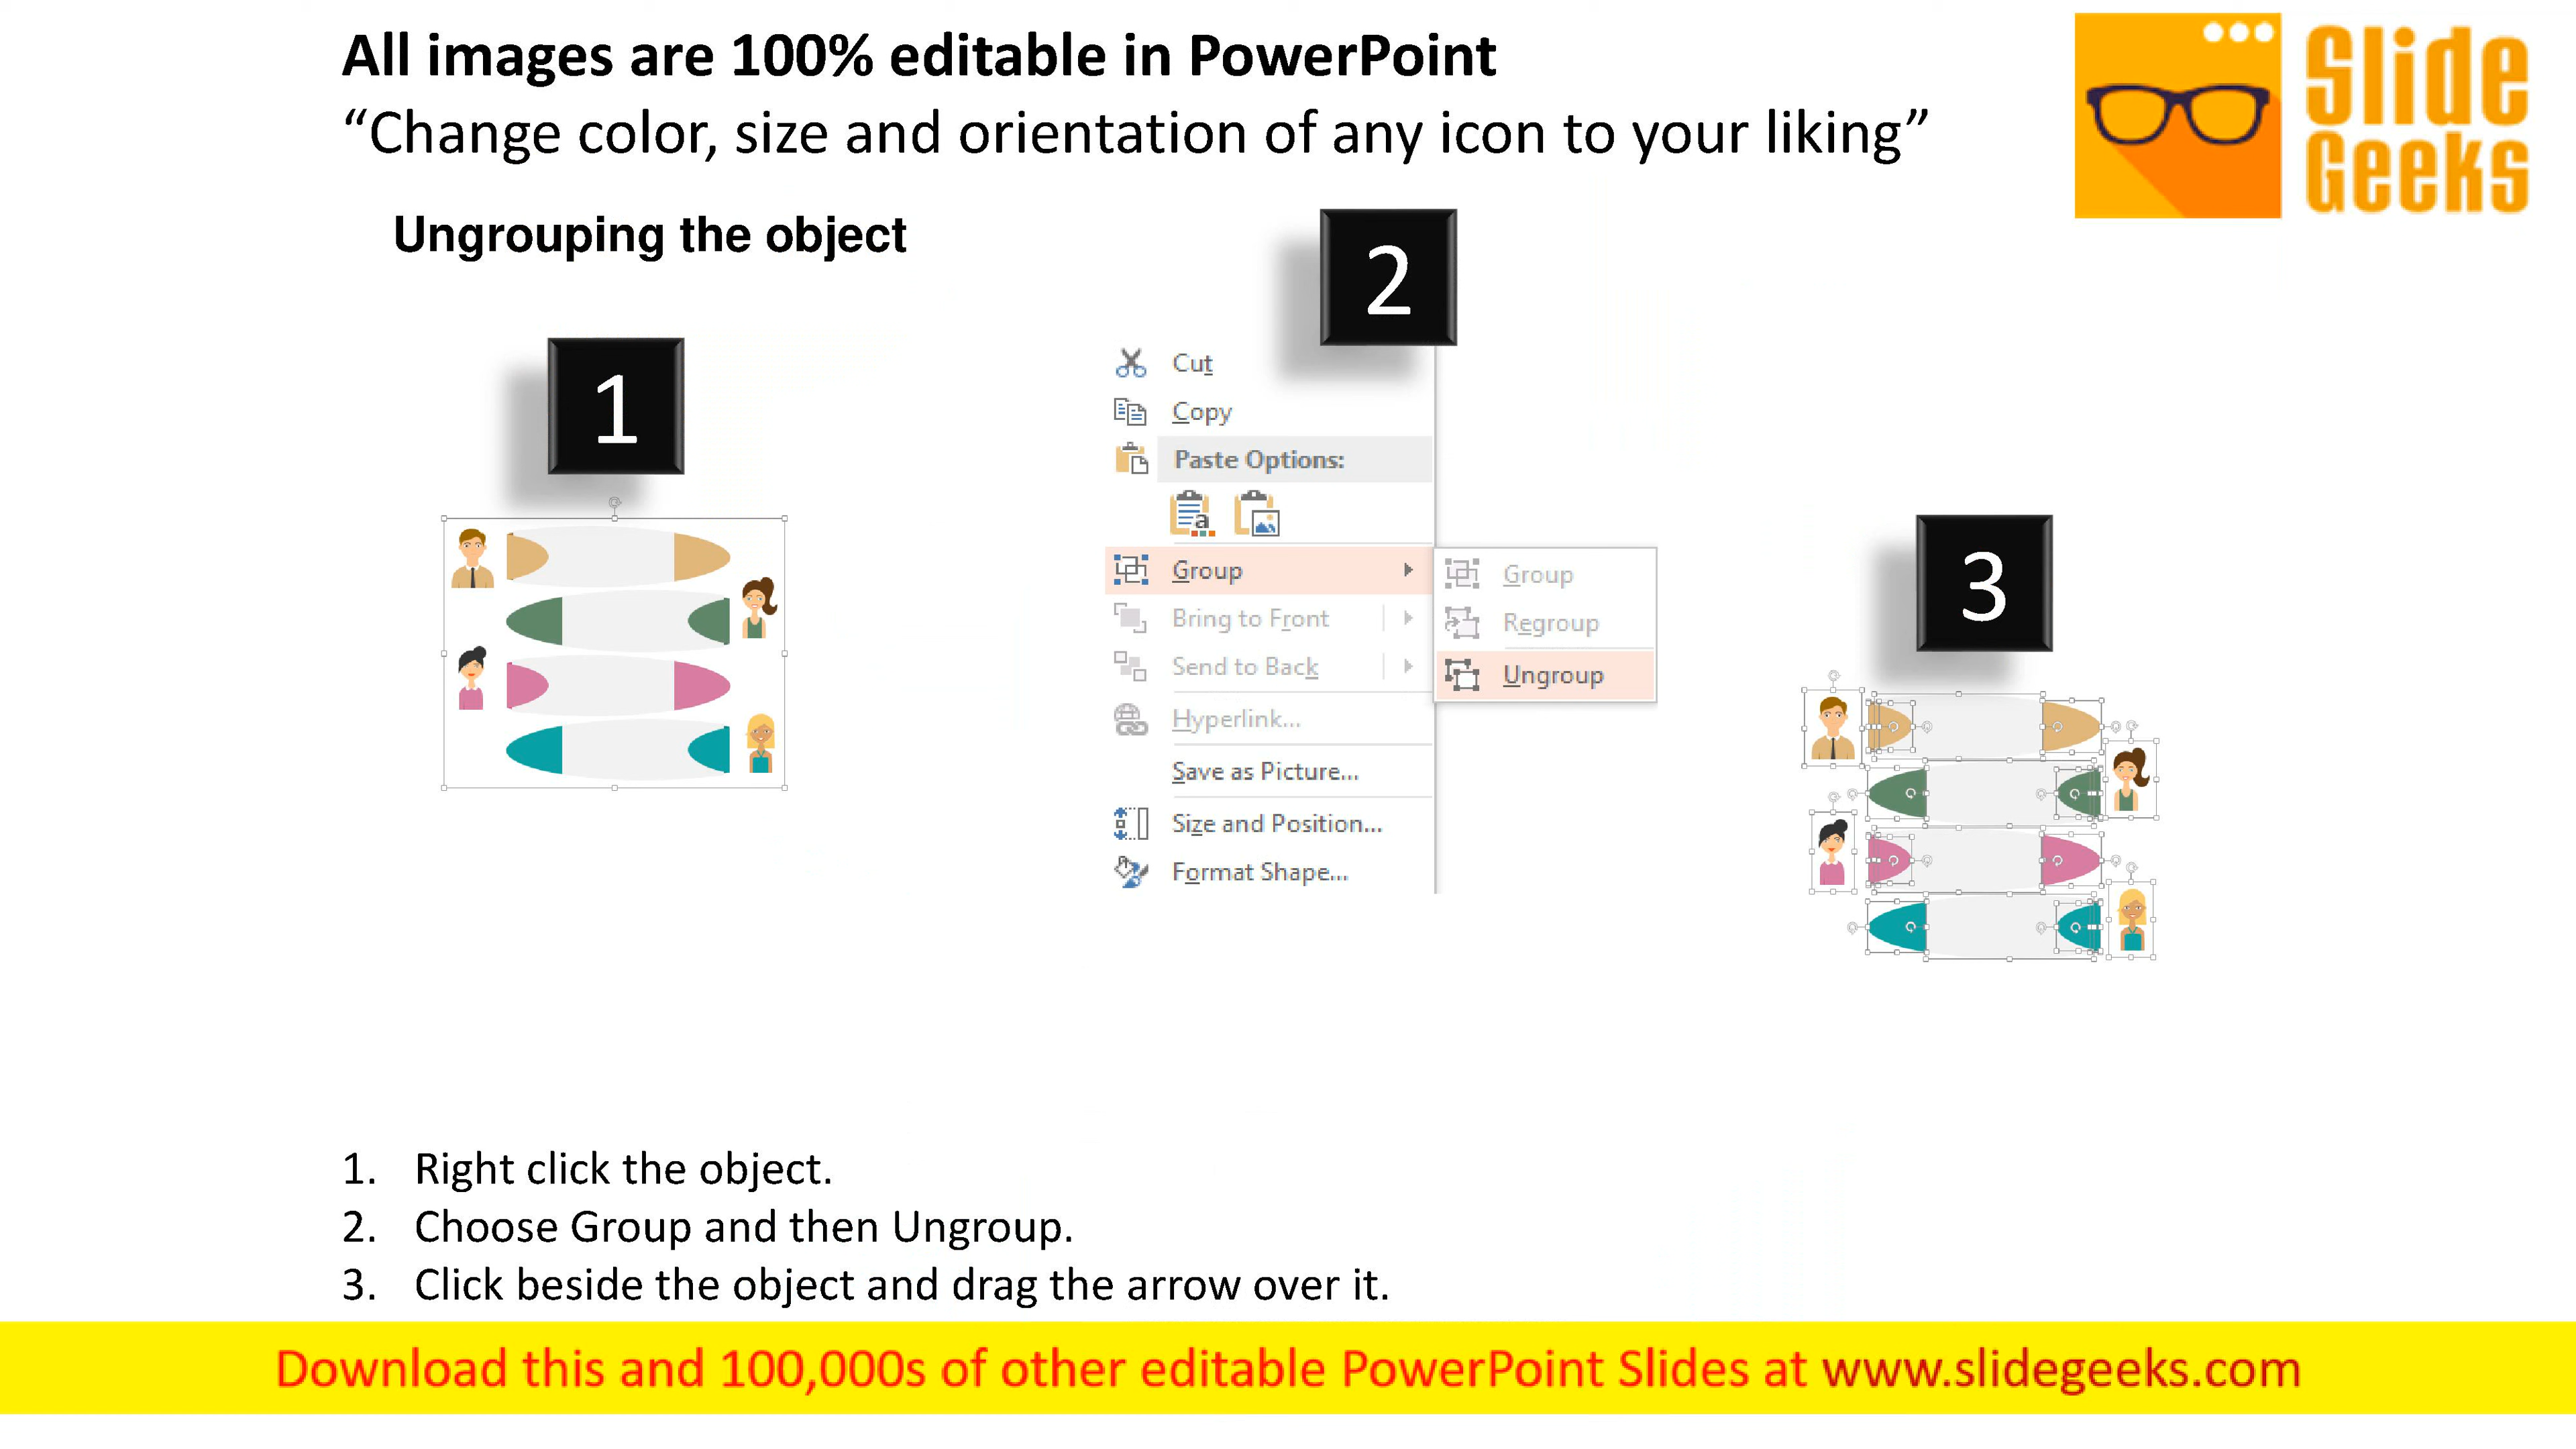 All images are 100% editable in PowerPoint
“Change color, size and orientation of any icon to your liking”
Slide
Geeks
Ungrouping the object
1
2
3
Cut
Copy
Paste Options:
a
Group
Bring to Front
Send to Back
Hyperlink...
Save as Picture...
Size and Position...
Format Shape...
Group
Regroup
Ungroup
1. Right click the object.
2. Choose Group and then Ungroup.
3. Click beside the object and drag the arrow over it.
Download this and 100,000s of other editable PowerPoint Slides at www.slidegeeks.com